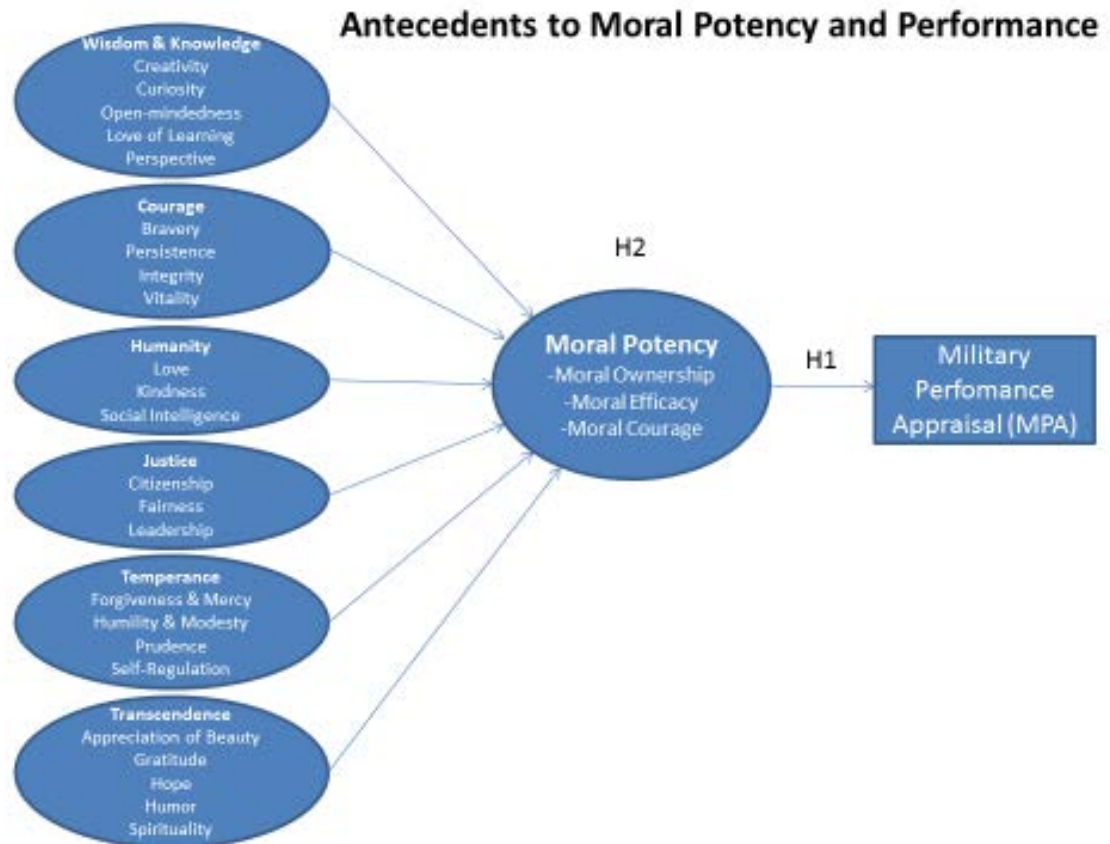 Antecedents to Moral Potency and Performance
Wisdom & Knowledge
Creativity
Curiosity
Open-mindedness
Love of Learning
Perspective
Courage
Bravery
Persistence
Integrity
Vitality
Humanity
Love
Kindness
Social Intelligence
Justice
Citizenship
Fairness
Leadership
Temperance
Forgiveness & Mercy
Humility & Modesty
Prudence
Self-Regulation
Transcendence
Appreciation of Beauty
Gratitude
Hope
Humor
Spirituality
H2
Moral Potency
-Moral Ownership
-Moral Efficacy
-Moral Courage
H1
Military
Perfomance
Appraisal (MPA)